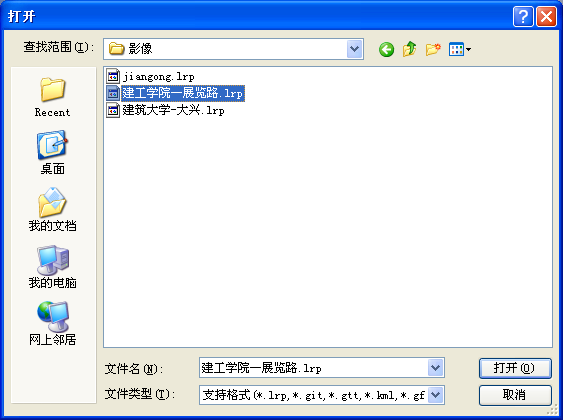 打开
查找范围(I):
影像
Recent
桌面
我的文档
我的电脑
网上邻居
jiangong.lrp
建工学院一展览路.lrp
建筑大学-大兴.lrp
文件名(N):
建工学院一展览路.lrp
打开(O)
文件类型(T):
支持格式(*.lrp,*.git,*.gtt,*.kml,*.gf
取消